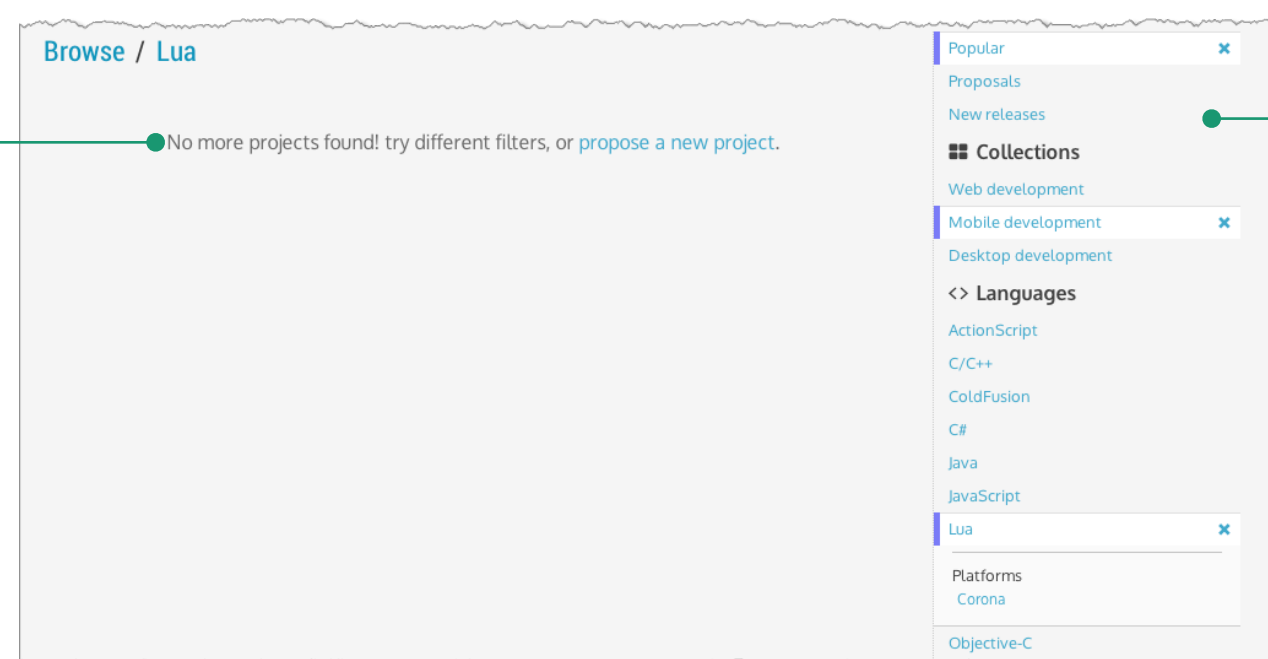 Browse / Lua
No more projects found! try different filters, or propose a new project.
Popular
Proposals
New releases
Collections
Web development
Mobile development
Desktop development
<> Languages
ActionScript
C/C++
ColdFusion
C#
Java
JavaScript
Lua
Platforms
Corona
Objective-C